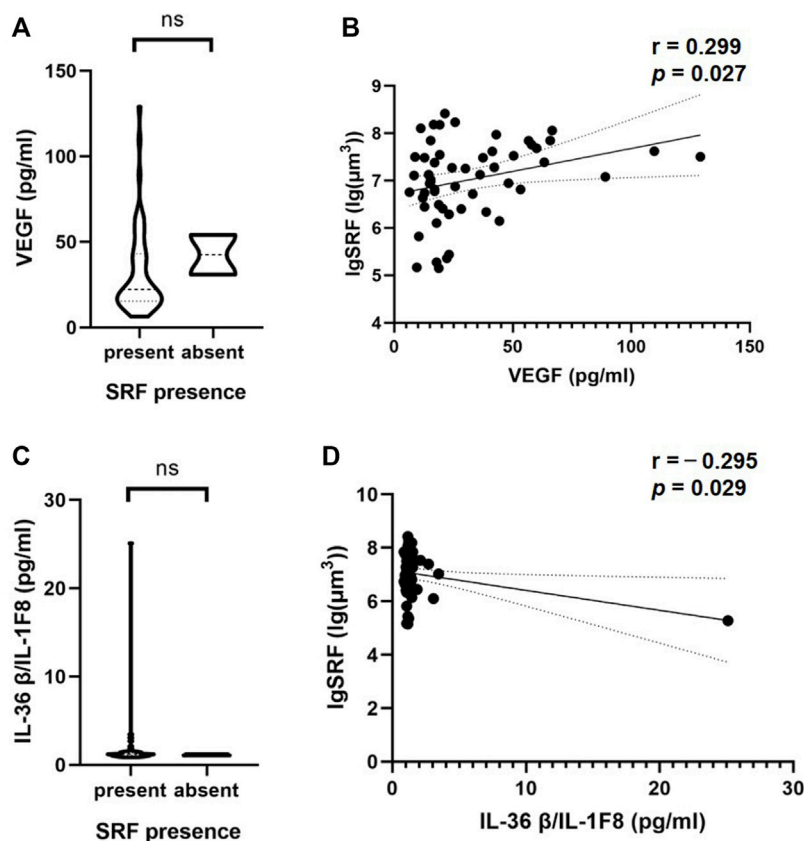 A
ns
VEGF (pg/ml)
150
100
50
0
present absent
SRF presence
B
r = 0.299
p = 0.027
lgSRF (lg(μm³))
9
8
7
6
5
4
0 50 100 150
VEGF (pg/ml)
C
ns
IL-36 β/IL-1F8 (pg/ml)
30
20
10
0
present absent
SRF presence
D
r = – 0.295
p = 0.029
lgSRF (lg(μm³))
10
8
6
4
2
0
0 10 20 30
IL-36 β/IL-1F8 (pg/ml)